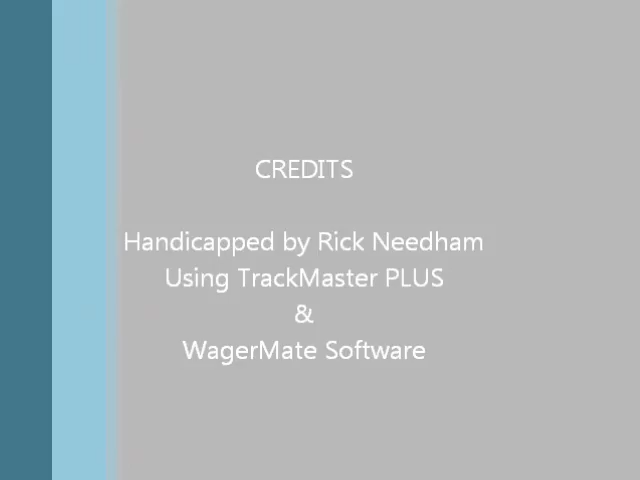 CREDITS
Handicapped by Rick Needham
Using TrackMaster PLUS
&
WagerMate Software